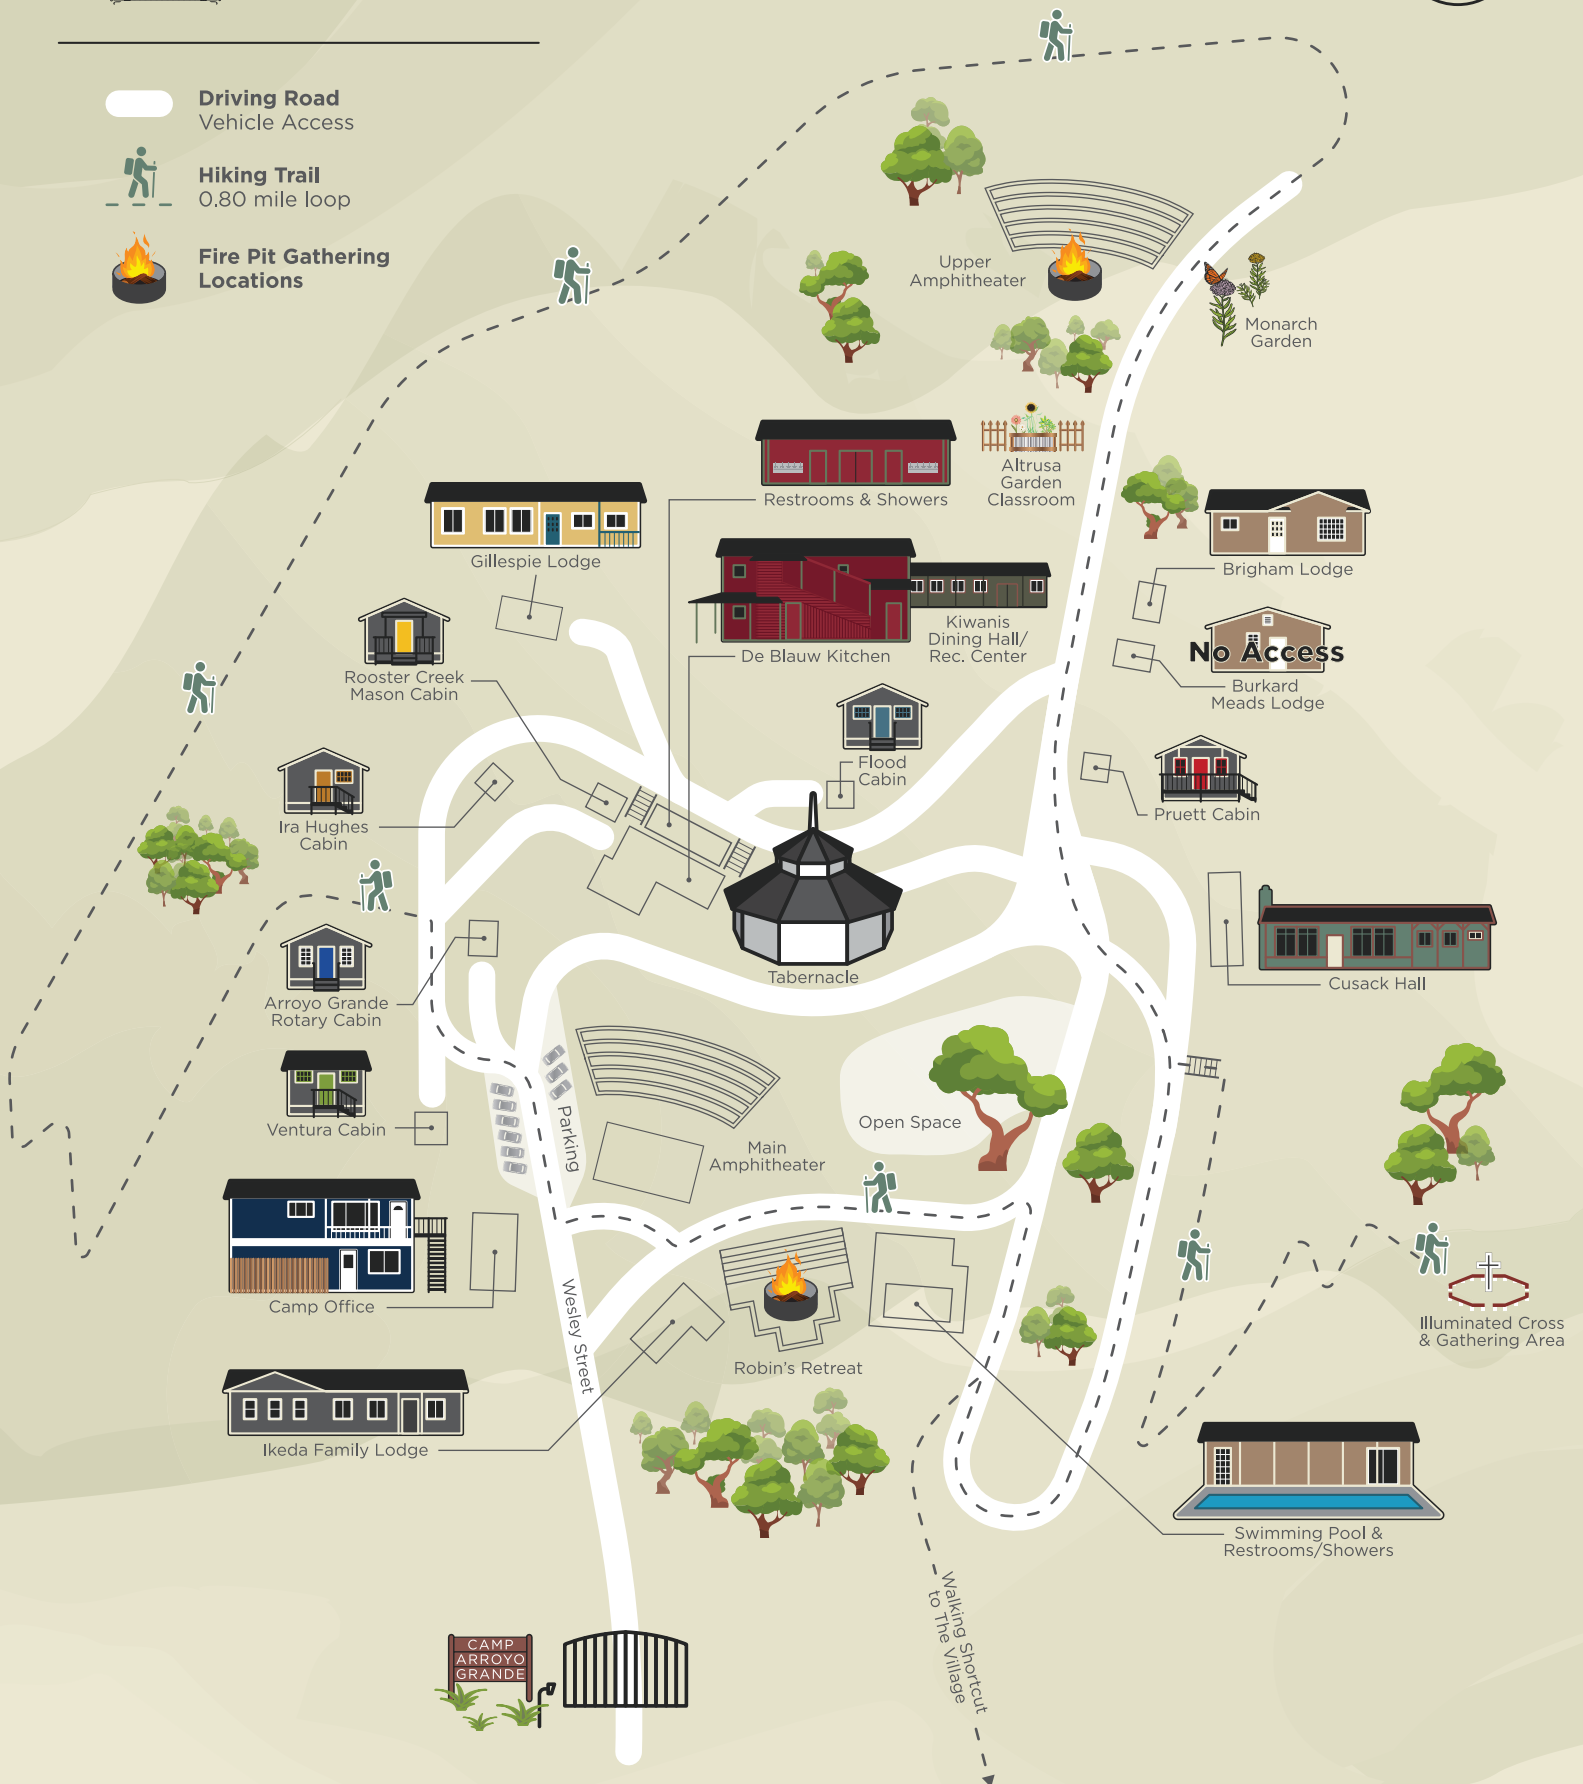 Driving Road
Vehicle Access
Hiking Trail
0.80 mile loop
Fire Pit Gathering
Locations
Upper
Amphitheater
Monarch
Garden
Restrooms & Showers
Altrusa
Garden
Classroom
Gillespie Lodge
Brigham Lodge
De Blauw Kitchen
Kiwanis
Dining Hall/
Rec. Center
No Access
Burkard
Meads Lodge
Rooster Creek
Mason Cabin
Flood
Cabin
Pruett Cabin
Ira Hughes
Cabin
Tabernacle
Cusack Hall
Arroyo Grande
Rotary Cabin
Ventura Cabin
Parking
Main
Amphitheater
Open Space
Camp Office
Wesley Street
Robin's Retreat
Illuminated Cross
& Gathering Area
Ikeda Family Lodge
Swimming Pool &
Restrooms/Showers
Walking Shortcut
to The Village
CAMP
ARROYO
GRANDE